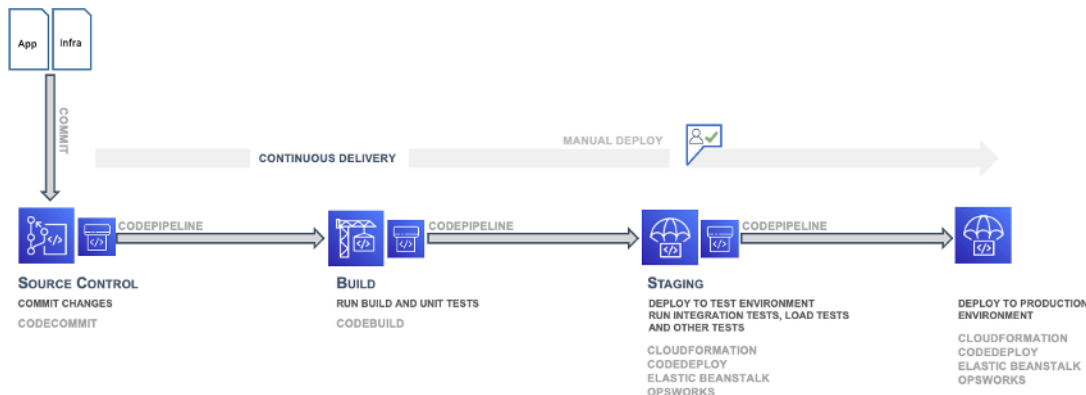 App
Infra
COMMIT
MANUAL DEPLOY
CONTINUOUS DELIVERY
CODEPIPELINE
CODEPIPELINE
CODEPIPELINE
SOURCE CONTROL
COMMIT CHANGES
CODECOMMIT
BUILD
RUN BUILD AND UNIT TESTS
CODEBUILD
STAGING
DEPLOY TO TEST ENVIRONMENT
RUN INTEGRATION TESTS, LOAD TESTS
AND OTHER TESTS
CLOUDFORMATION
CODEDEPLOY
ELASTIC BEANSTALK
OPSWORKS
DEPLOY TO PRODUCTION
ENVIRONMENT
CLOUDFORMATION
CODEDEPLOY
ELASTIC BEANSTALK
OPSWORKS